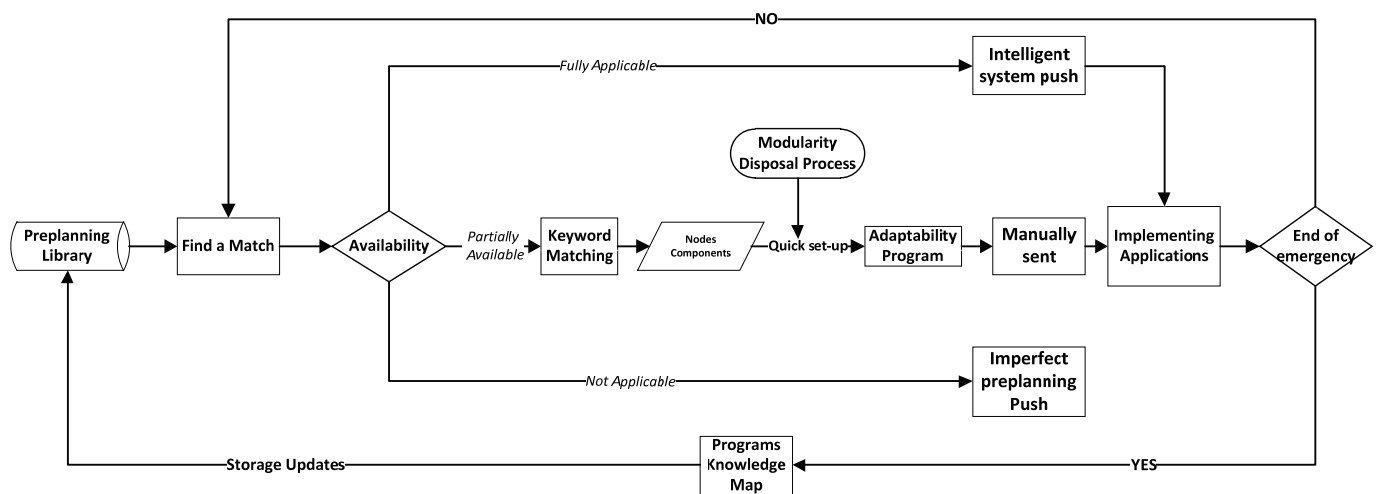 NO
Fully Applicable
Intelligent
system push
Modularity
Disposal Process
Preplanning
Library
Find a Match
Availability
Partially
Available
Keyword
Matching
Nodes
Components
Quick set-up
Adaptability
Program
Manually
sent
Implementing
Applications
End of
emergency
Not Applicable
Imperfect
preplanning
Push
Storage Updates
Programs
Knowledge
Map
YES